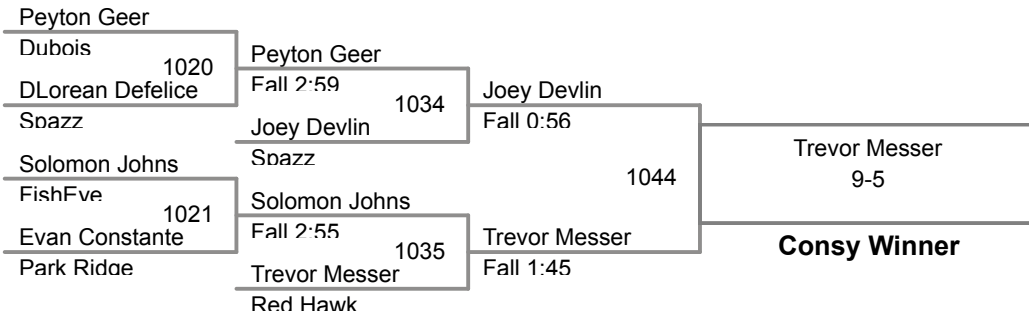 Peyton Geer
Dubois
1020
DLorean Defelice
Spazz
Solomon Johns
FishEye
1021
Evan Constante
Park Ridge
Peyton Geer
Fall 2:59
1034
Joey Devlin
Spazz
Solomon Johns
Fall 2:55
1035
Trevor Messer
Red Hawk
Joey Devlin
Fall 0:56
1044
Trevor Messer
Fall 1:45
Trevor Messer
9-5
Consy Winner